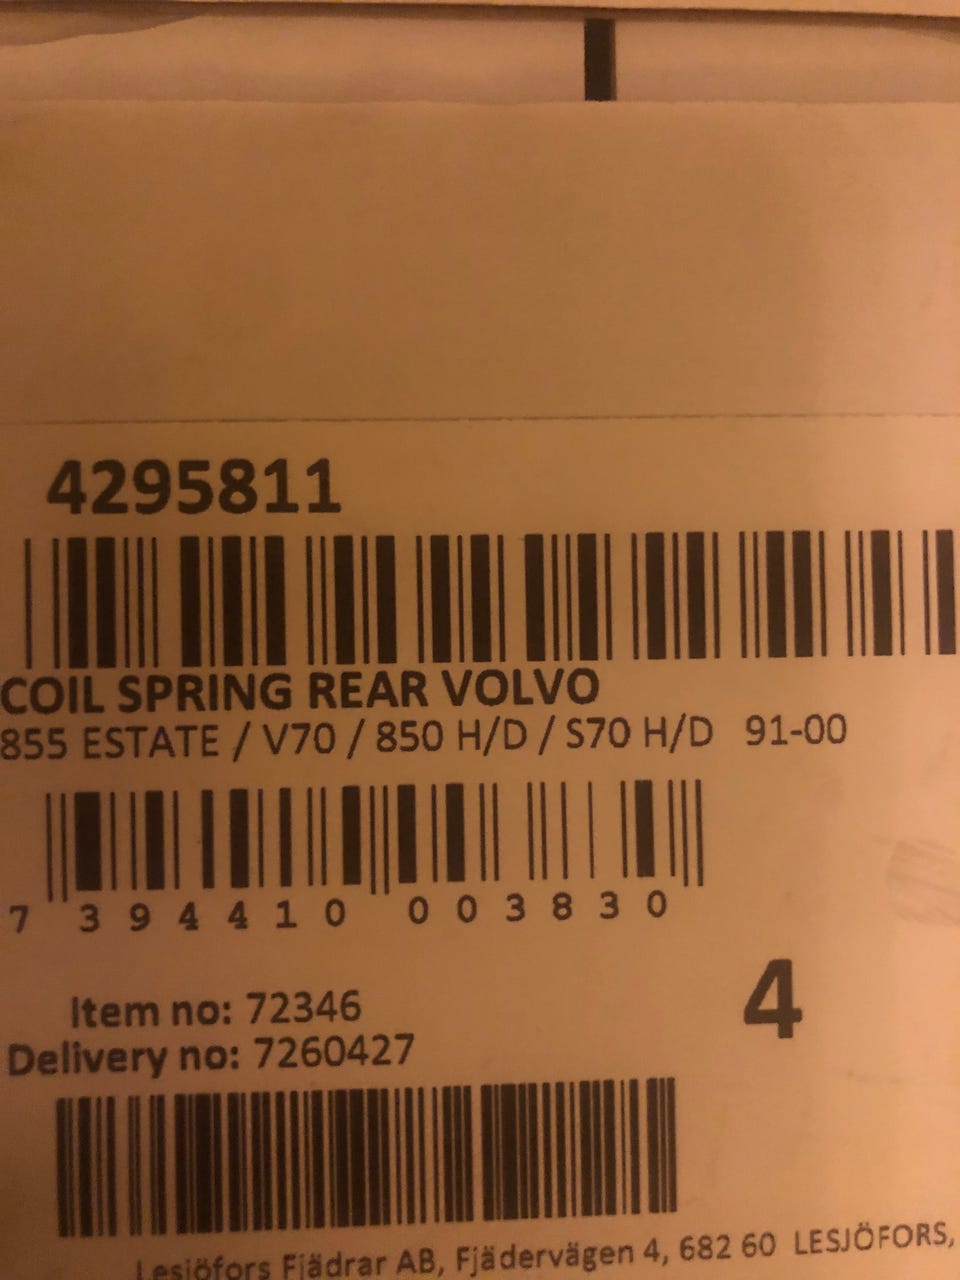 4295811
COIL SPRING REAR VOLVO
855 ESTATE / V70 / 850 H/D / S70 H/D 91-00
7 394410 003830
4
Item no: 72346
Delivery no: 7260427
Lesjöfors Fjädrar AB, Fjädervägen 4, 682 60 LESJÖFORS,